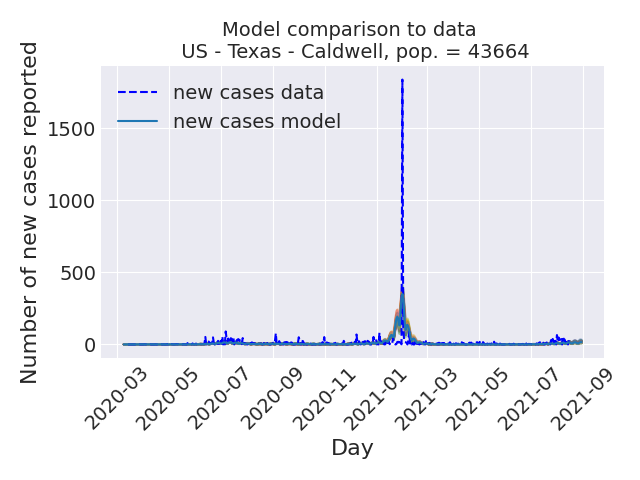 Model comparison to data
US - Texas - Caldwell, pop. = 43664
new cases data
new cases model
Number of new cases reported
1500
1000
500
0
2020-03
2020-05
2020-07
2020-09
2020-11
2021-01
2021-03
2021-05
2021-07
2021-09
Day